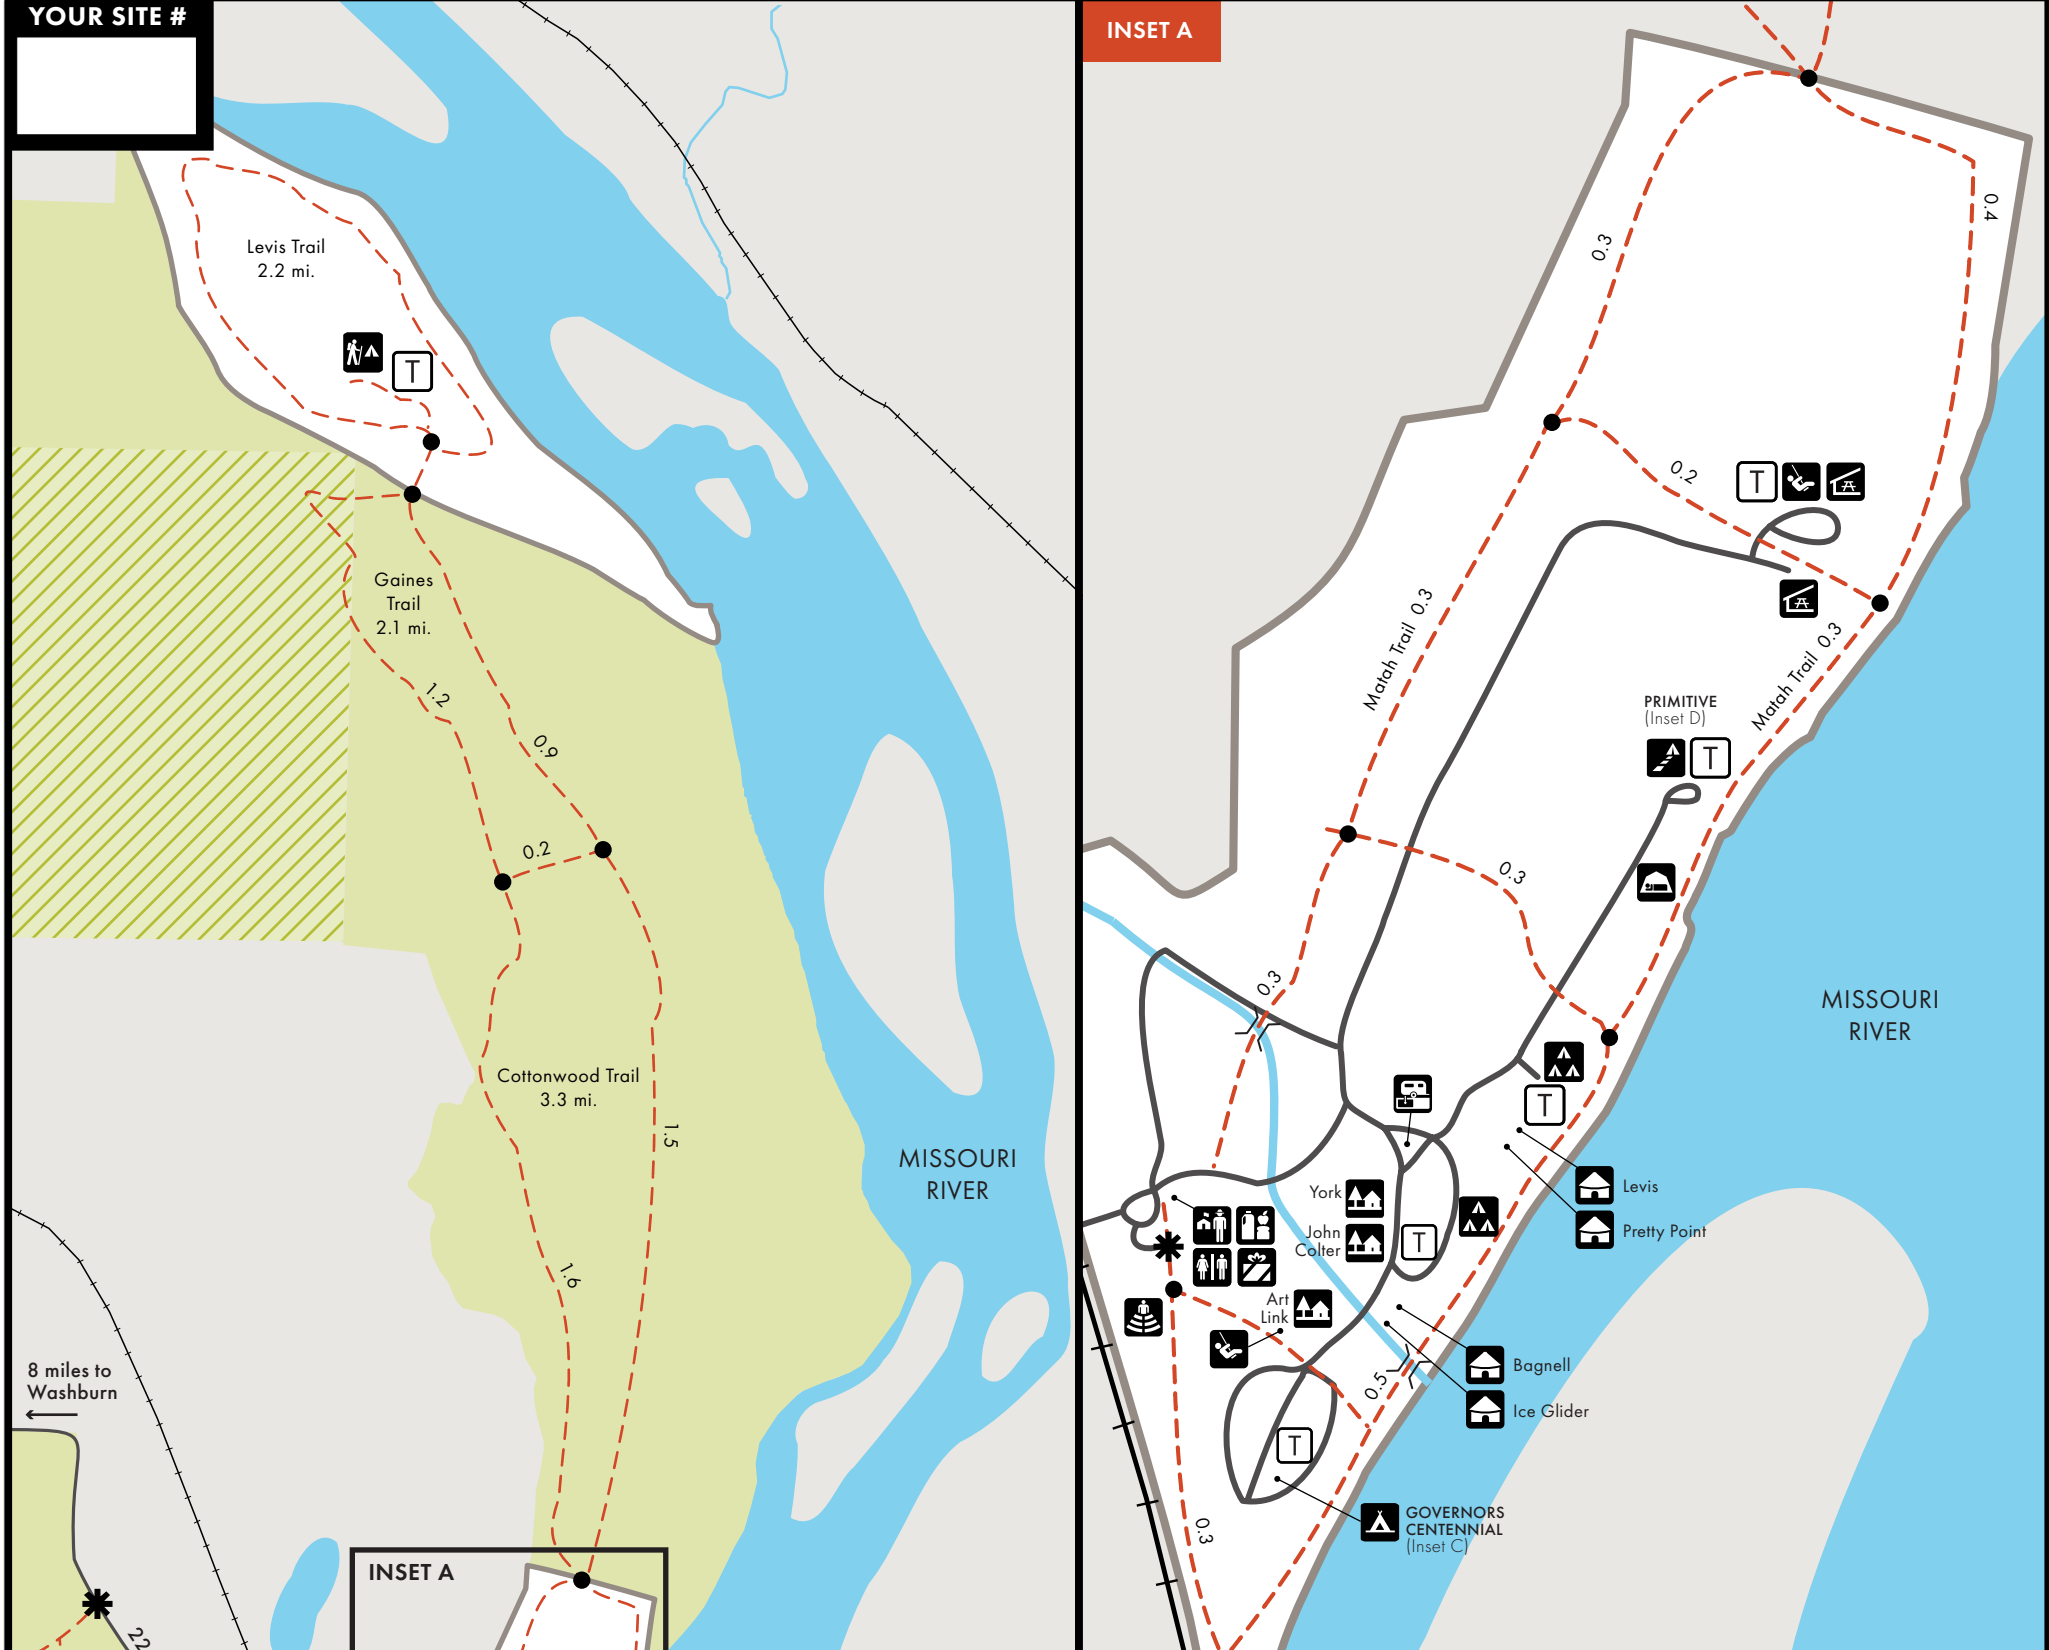 YOUR SITE #
Levis Trail
2.2 mi.
T
Gaines
Trail
2.1 mi.
1.2
0.9
0.2
Cottonwood Trail
3.3 mi.
1.5
1.6
MISSOURI
RIVER
8 miles to
Washburn
22
INSET A
INSET A
0.3
0.4
0.2
T
Matah Trail 0.3
Matah Trail 0.3
PRIMITIVE
(Inset D)
T
0.3
0.3
MISSOURI
RIVER
T
Levis
Pretty Point
York
John
Colter
T
Art
Link
Bagnell
Ice Glider
0.5
T
GOVERNORS
CENTENNIAL
(Inset C)
0.3